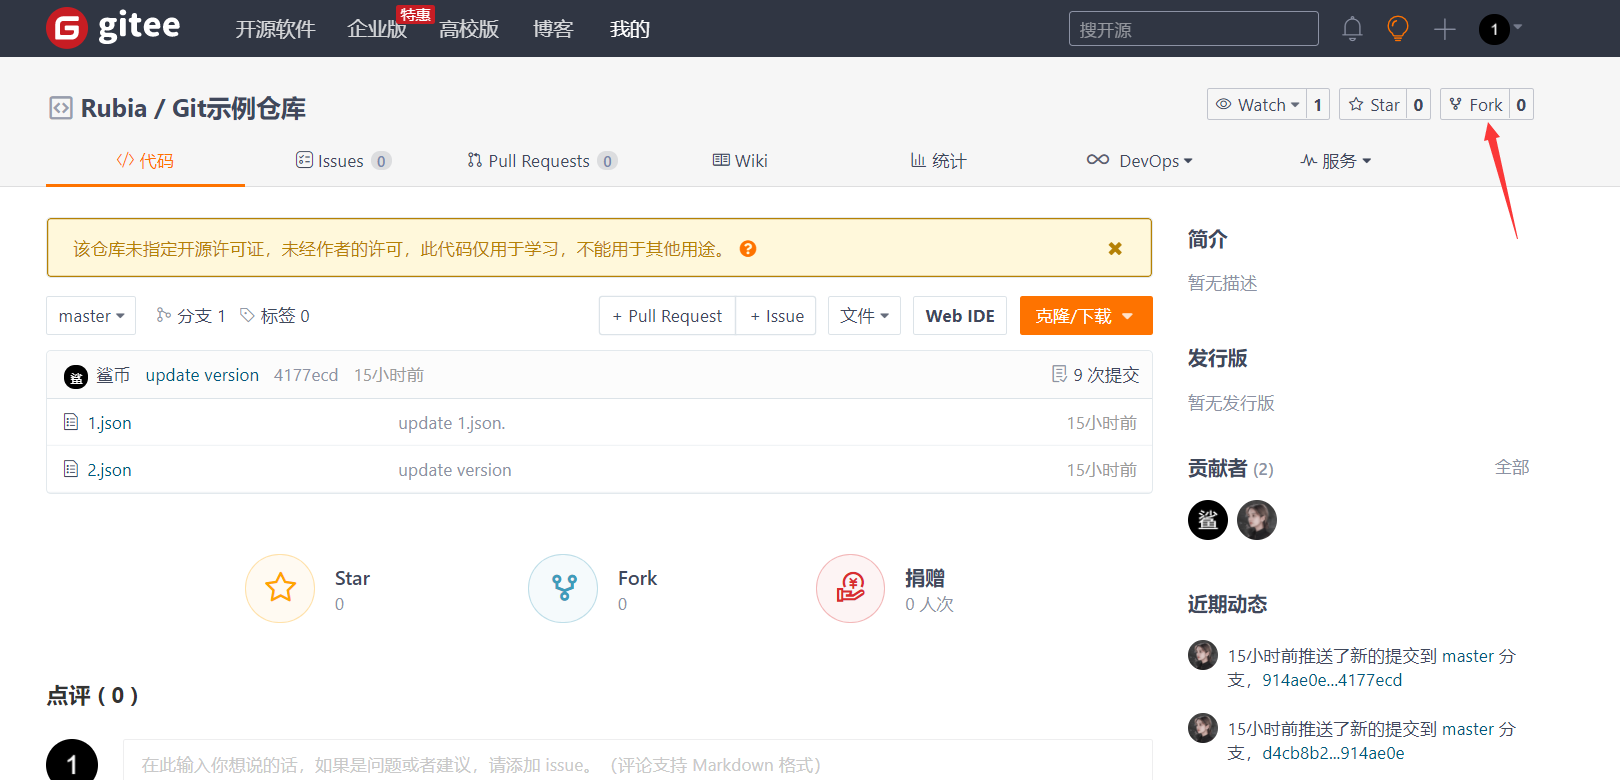 gitee 开源软件 企业版 特惠 高校版 博客 我的 搜开源 1
Rubia / Git示例仓库 Watch 1 Star 0 Fork 0
代码 Issues 0 Pull Requests 0 Wiki 统计 DevOps 服务
该仓库未指定开源许可证，未经作者的许可，此代码仅用于学习，不能用于其他用途。
master 分支 1 标签 0 + Pull Request + Issue 文件 Web IDE 克隆/下载
鲨 鲨币 update version 4177ecd 15小时前 9 次提交
1.json update 1.json. 15小时前
2.json update version 15小时前
Star
0
Fork
0
捐赠
0 人次
点评 ( 0 )
1 在此输入你想说的话，如果是问题或者建议，请添加 issue。（评论支持 Markdown 格式）
简介
暂无描述
发行版
暂无发行版
贡献者 (2) 全部
鲨
近期动态
15小时前推送了新的提交到 master 分
支，914ae0e...4177ecd
15小时前推送了新的提交到 master 分
支，d4cb8b2...914ae0e